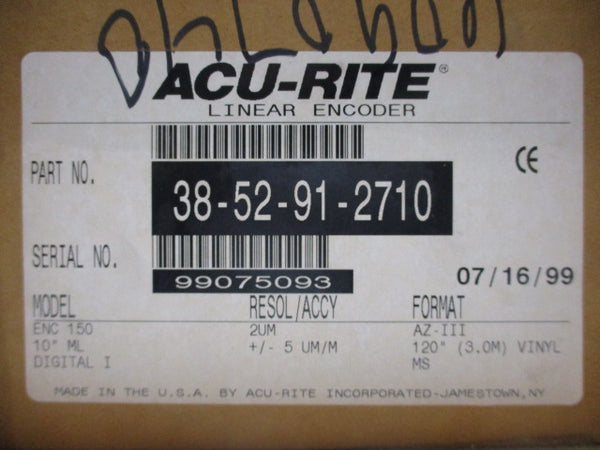 ACU-RITE®
LINEAR ENCODER
CE
PART NO.
38-52-91-2710
SERIAL NO.
99075093
07/16/99
MODEL RESOL/ACCY FORMAT
ENC 150 2UM AZ-III
10" ML +/- 5 UM/M 120" (3.0M) VINYL
DIGITAL I MS
MADE IN THE U.S.A. BY ACU-RITE INCORPORATED-JAMESTOWN,NY